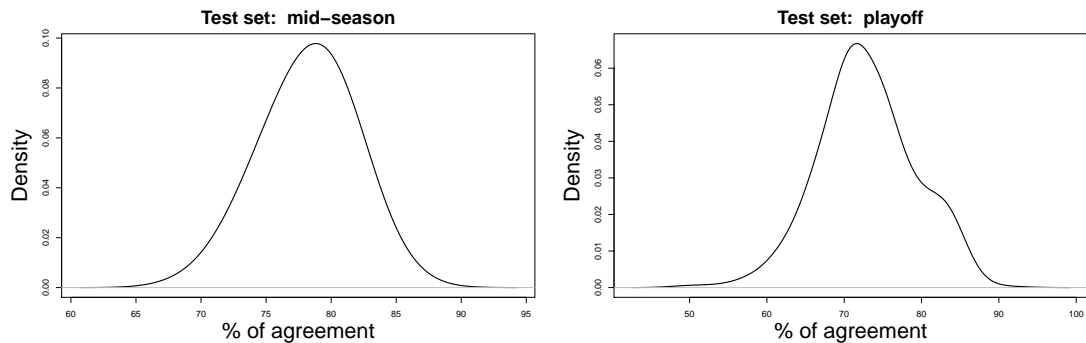 Test set: mid−season
Density
0.00
0.02
0.04
0.06
0.08
0.10
60 65 70 75 80 85 90 95
% of agreement
Test set: playoff
Density
0.00
0.01
0.02
0.03
0.04
0.05
0.06
50 60 70 80 90 100
% of agreement